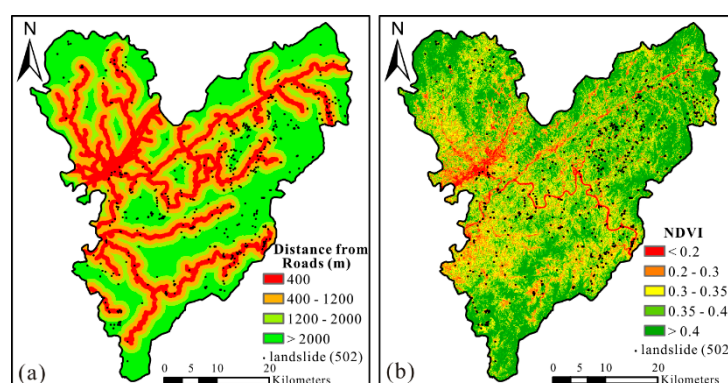 N
Distance from
Roads (m)
400
400 - 1200
1200 - 2000
> 2000
landslide (502)
(a)
0 5 10 20
Kilometers
N
NDVI
< 0.2
0.2 - 0.3
0.3 - 0.35
0.35 - 0.4
> 0.4
landslide (502
(b)
0 5 10 20
Kilometers